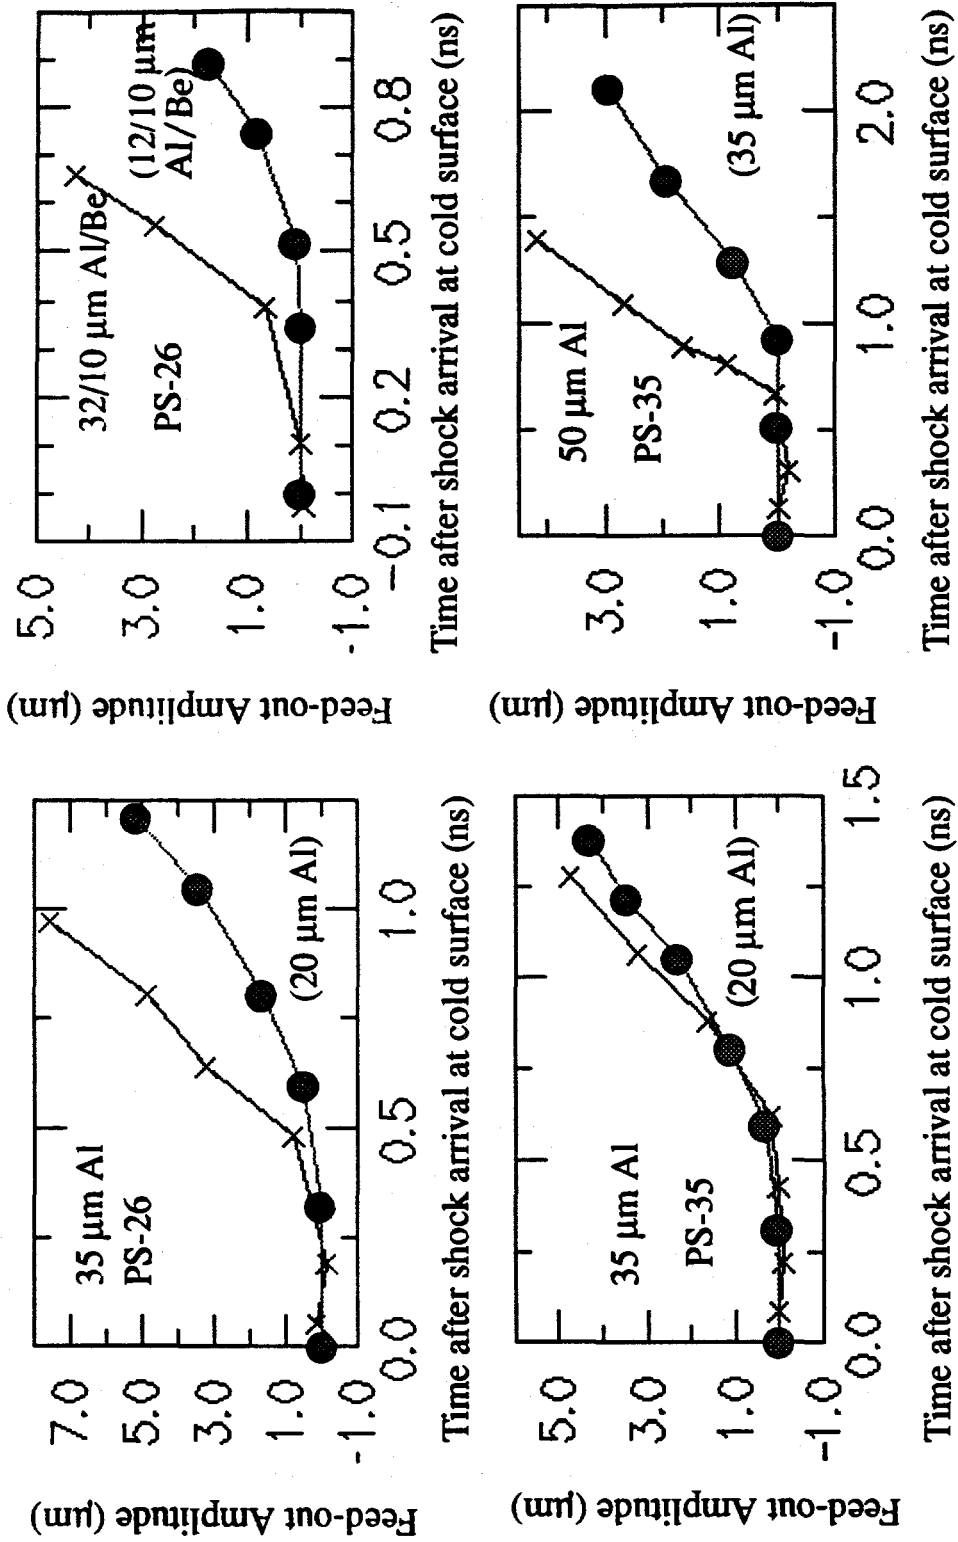 Feed-out Amplitude (μm)
7.0
5.0
3.0
1.0
-1.0
35 μm Al
PS-26
(20 μm Al)
0.0 0.5 1.0
Time after shock arrival at cold surface (ns)
Feed-out Amplitude (μm)
5.0
3.0
1.0
-1.0
32/10 μm Al/Be
PS-26
(12/10 μm
Al/Be)
-0.1 0.2 0.5 0.8
Time after shock arrival at cold surface (ns)
Feed-out Amplitude (μm)
5.0
3.0
1.0
-1.0
35 μm Al
PS-35
(20 μm Al)
0.0 0.5 1.0 1.5
Time after shock arrival at cold surface (ns)
Feed-out Amplitude (μm)
3.0
1.0
-1.0
50 μm Al
PS-35
(35 μm Al)
0.0 1.0 2.0
Time after shock arrival at cold surface (ns)